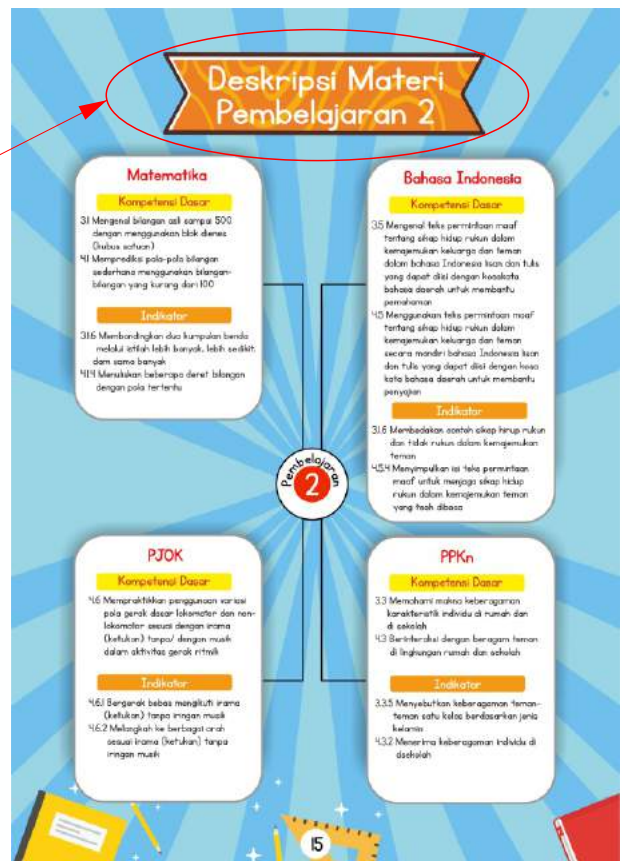 Deskripsi Materi
Pembelajaran 2
Matematika
Kompetensi Dasar
3.1 Mengenal bilangan asli sampai 500
dengan menggunakan blok dienes
(kubus satuan)
4.1 Memprediksi pola-pola bilangan
sederhana menggunakan bilangan-
bilangan yang kurang dari 100
Indikator
3.1.6 Membandingkan dua kumpulan benda
melalui istilah lebih banyak, lebih sedikit,
dam sama banyak
4.1.4 Menuliskan beberapa deret bilangan
dengan pola tertentu
Bahasa Indonesia
Kompetensi Dasar
3.5 Mengenal teks permintaan maaf
tentang sikap hidup rukun dalam
kemajemukan keluarga dan teman
dalam bahasa Indonesia lisan dan tulis
yang dapat diisi dengan kosakata
bahasa daerah untuk membantu
pemahaman
4.5 Menggunakan teks permintaan maaf
tentang sikap hidup rukun dalam
kemajemukan keluarga dan teman
secara mandiri bahasa Indonesia lisan
dan tulis yang dapat diisi dengan kosa
kata bahasa daerah untuk membantu
penyajian
Indikator
3.1.6 Membedakan contoh sikap hirup rukun
dan tidak rukun dalam kemajemukan
teman
4.5.4 Menyimpulkan isi teks permintaan
maaf untuk menjaga sikap hidup
rukun dalam kemajemukan teman
yang teah dibaca
Pembelajaran
2
PJOK
Kompetensi Dasar
4.6 Mempraktikkan penggunaan variasi
pola gerak dasar lokomotor dan non-
lokomotor sesuai dengan irama
(ketukan) tanpa/ dengan musik
dalam aktivitas gerak ritmik
Indikator
4.6.1 Bergerak bebas mengikuti irama
(ketukan) tanpa iringan musik
4.6.2 Melangkah ke berbagai arah
sesuai irama (ketukan) tanpa
iringan musik
PPKn
Kompetensi Dasar
3.3 Memahami makna keberagaman
karakteristik individu di rumah dan
di sekolah
4.3 Berinteraksi dengan beragam teman
di lingkungan rumah dan sekolah
Indikator
3.3.5 Menyebutkan keberagaman teman-
teman satu kelas berdasarkan jenis
kelamin
4.3.2 Menerima keberagaman individu di
disekolah
15